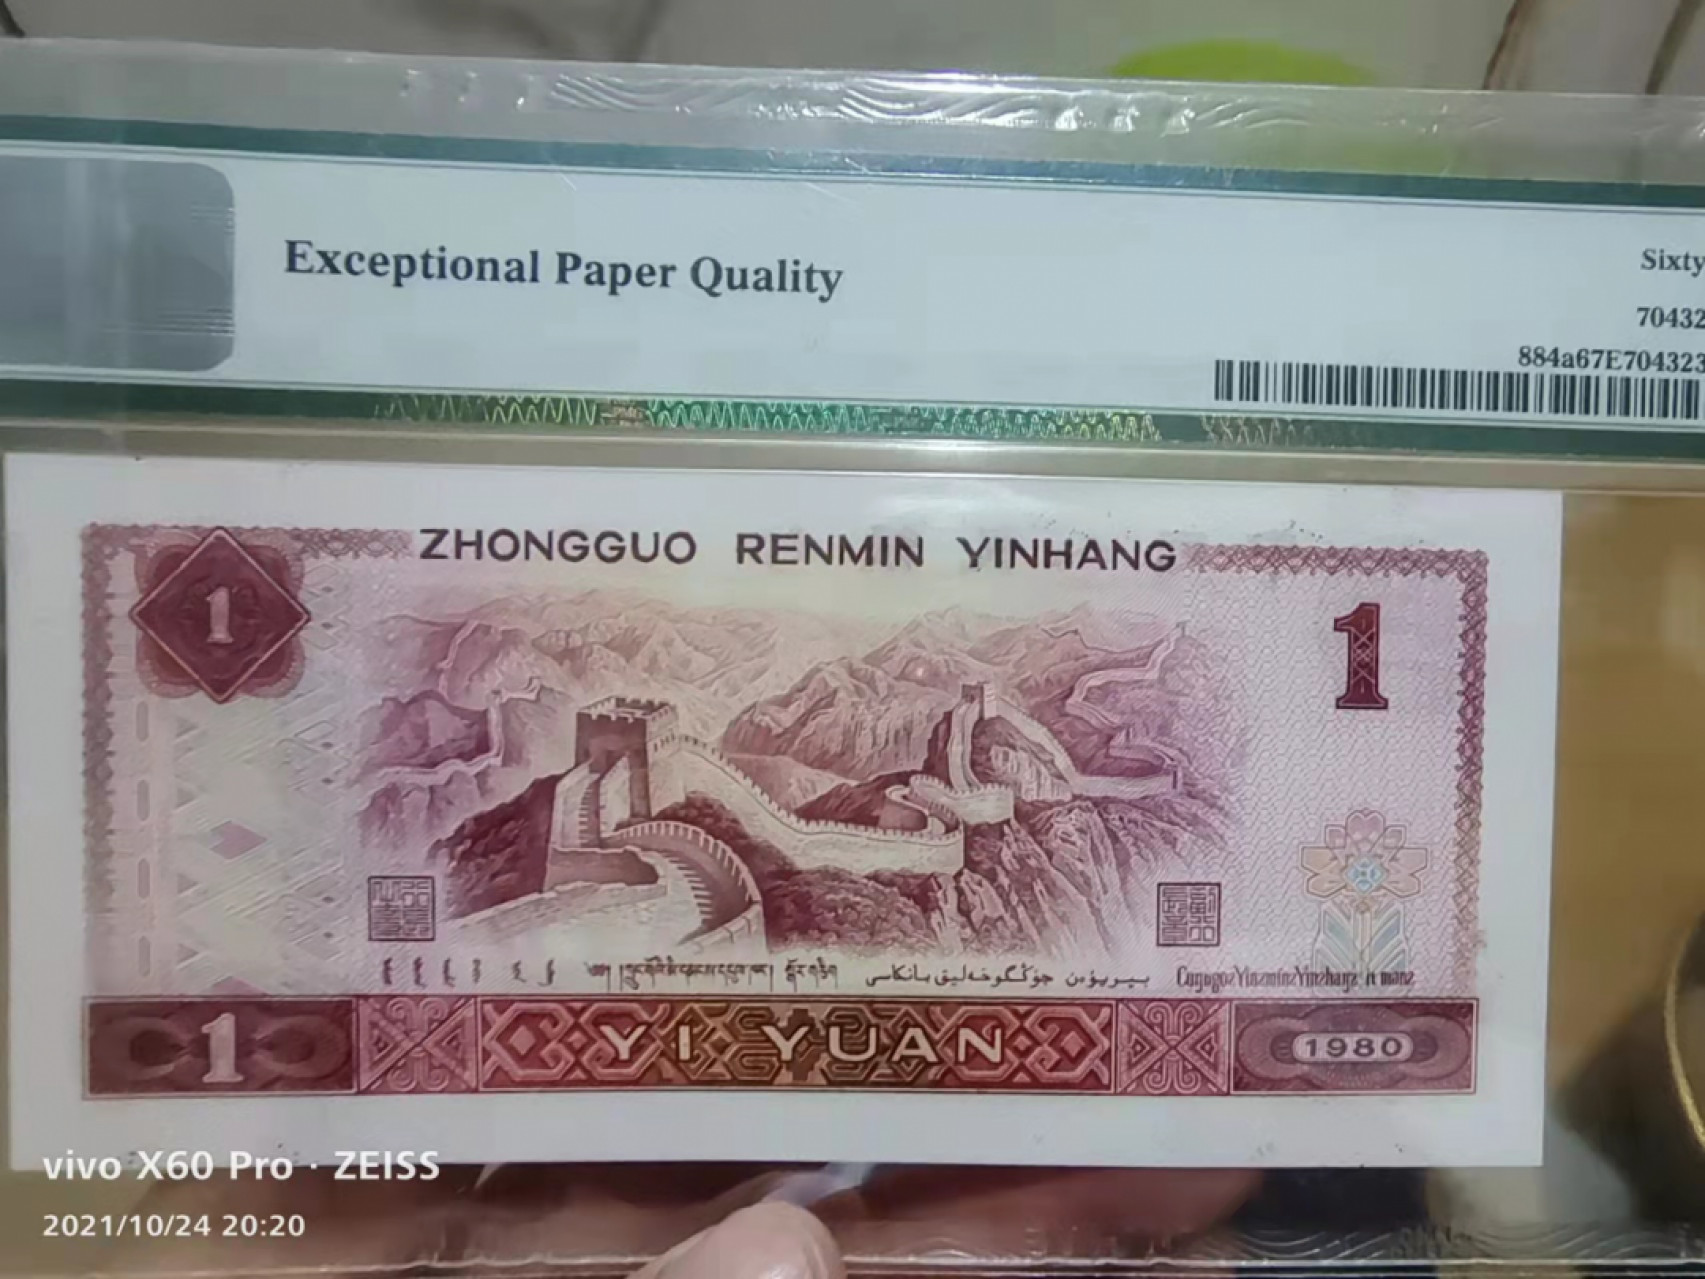 Exceptional Paper Quality
Sixty
70432
884a67E704323
ZHONGGUO RENMIN YINHANG
1
1
بانكاسى
1 YI YUAN 1980
vivo X60 Pro · ZEISS
2021/10/24 20:20